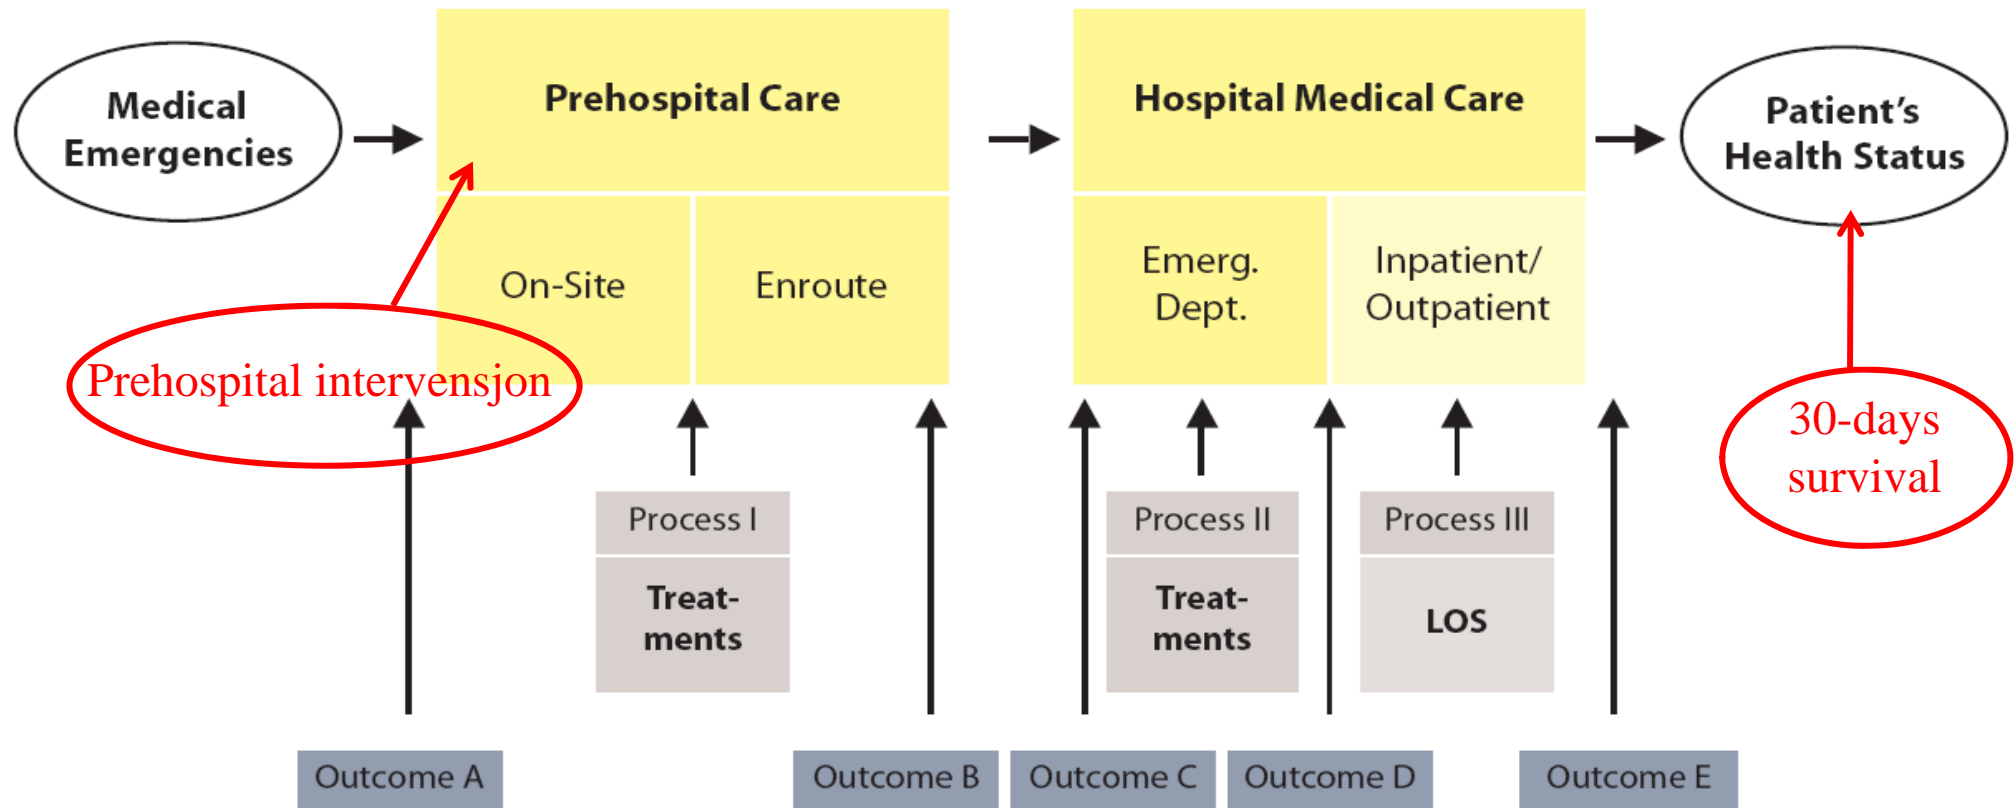 Medical
Emergencies
Prehospital Care
Hospital Medical Care
Patient's
Health Status
On-Site
Enroute
Emerg.
Dept.
Inpatient/
Outpatient
Prehospital intervensjon
30-days
survival
Process I
Treat-
ments
Process II
Treat-
ments
Process III
LOS
Outcome A
Outcome B
Outcome C
Outcome D
Outcome E